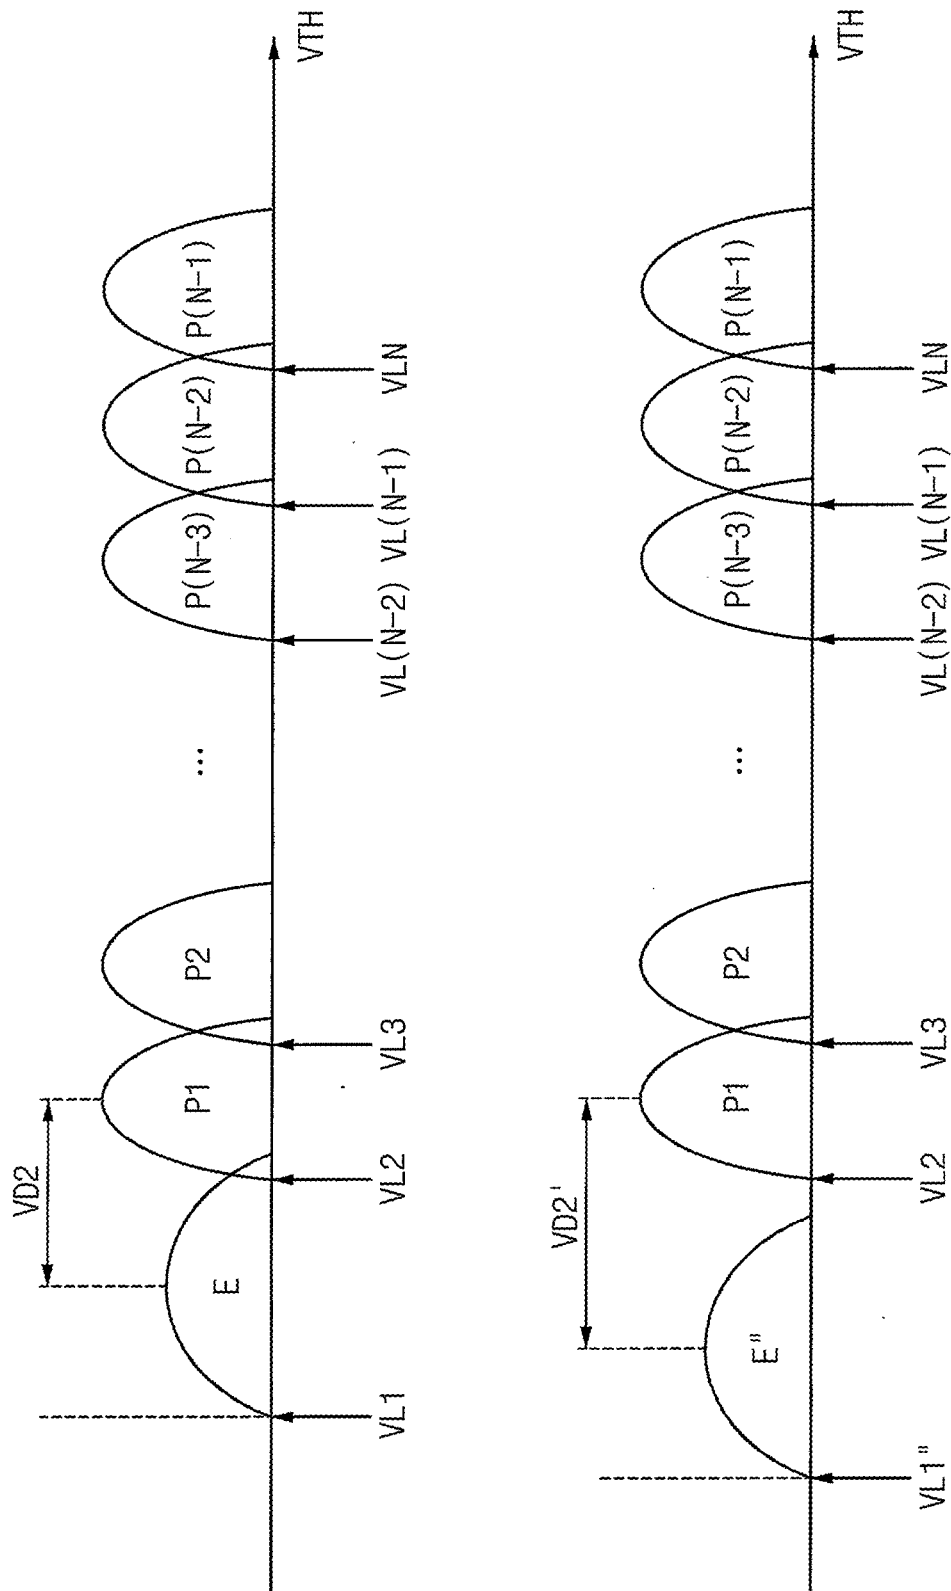 VD2
E
P1
P2
...
P(N-3)
P(N-2)
P(N-1)
VL1
VL2
VL3
VL(N-2)
VL(N-1)
VLN
VTH
VD2'
E"
P1
P2
...
P(N-3)
P(N-2)
P(N-1)
VL1"
VL2
VL3
VL(N-2)
VL(N-1)
VLN
VTH